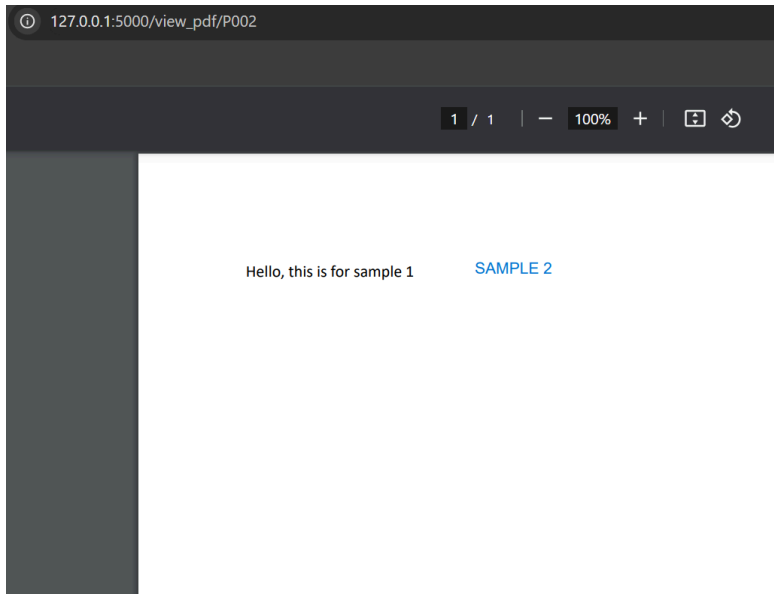 127.0.0.1:5000/view_pdf/P002
1 / 1 100%
Hello, this is for sample 1 SAMPLE 2